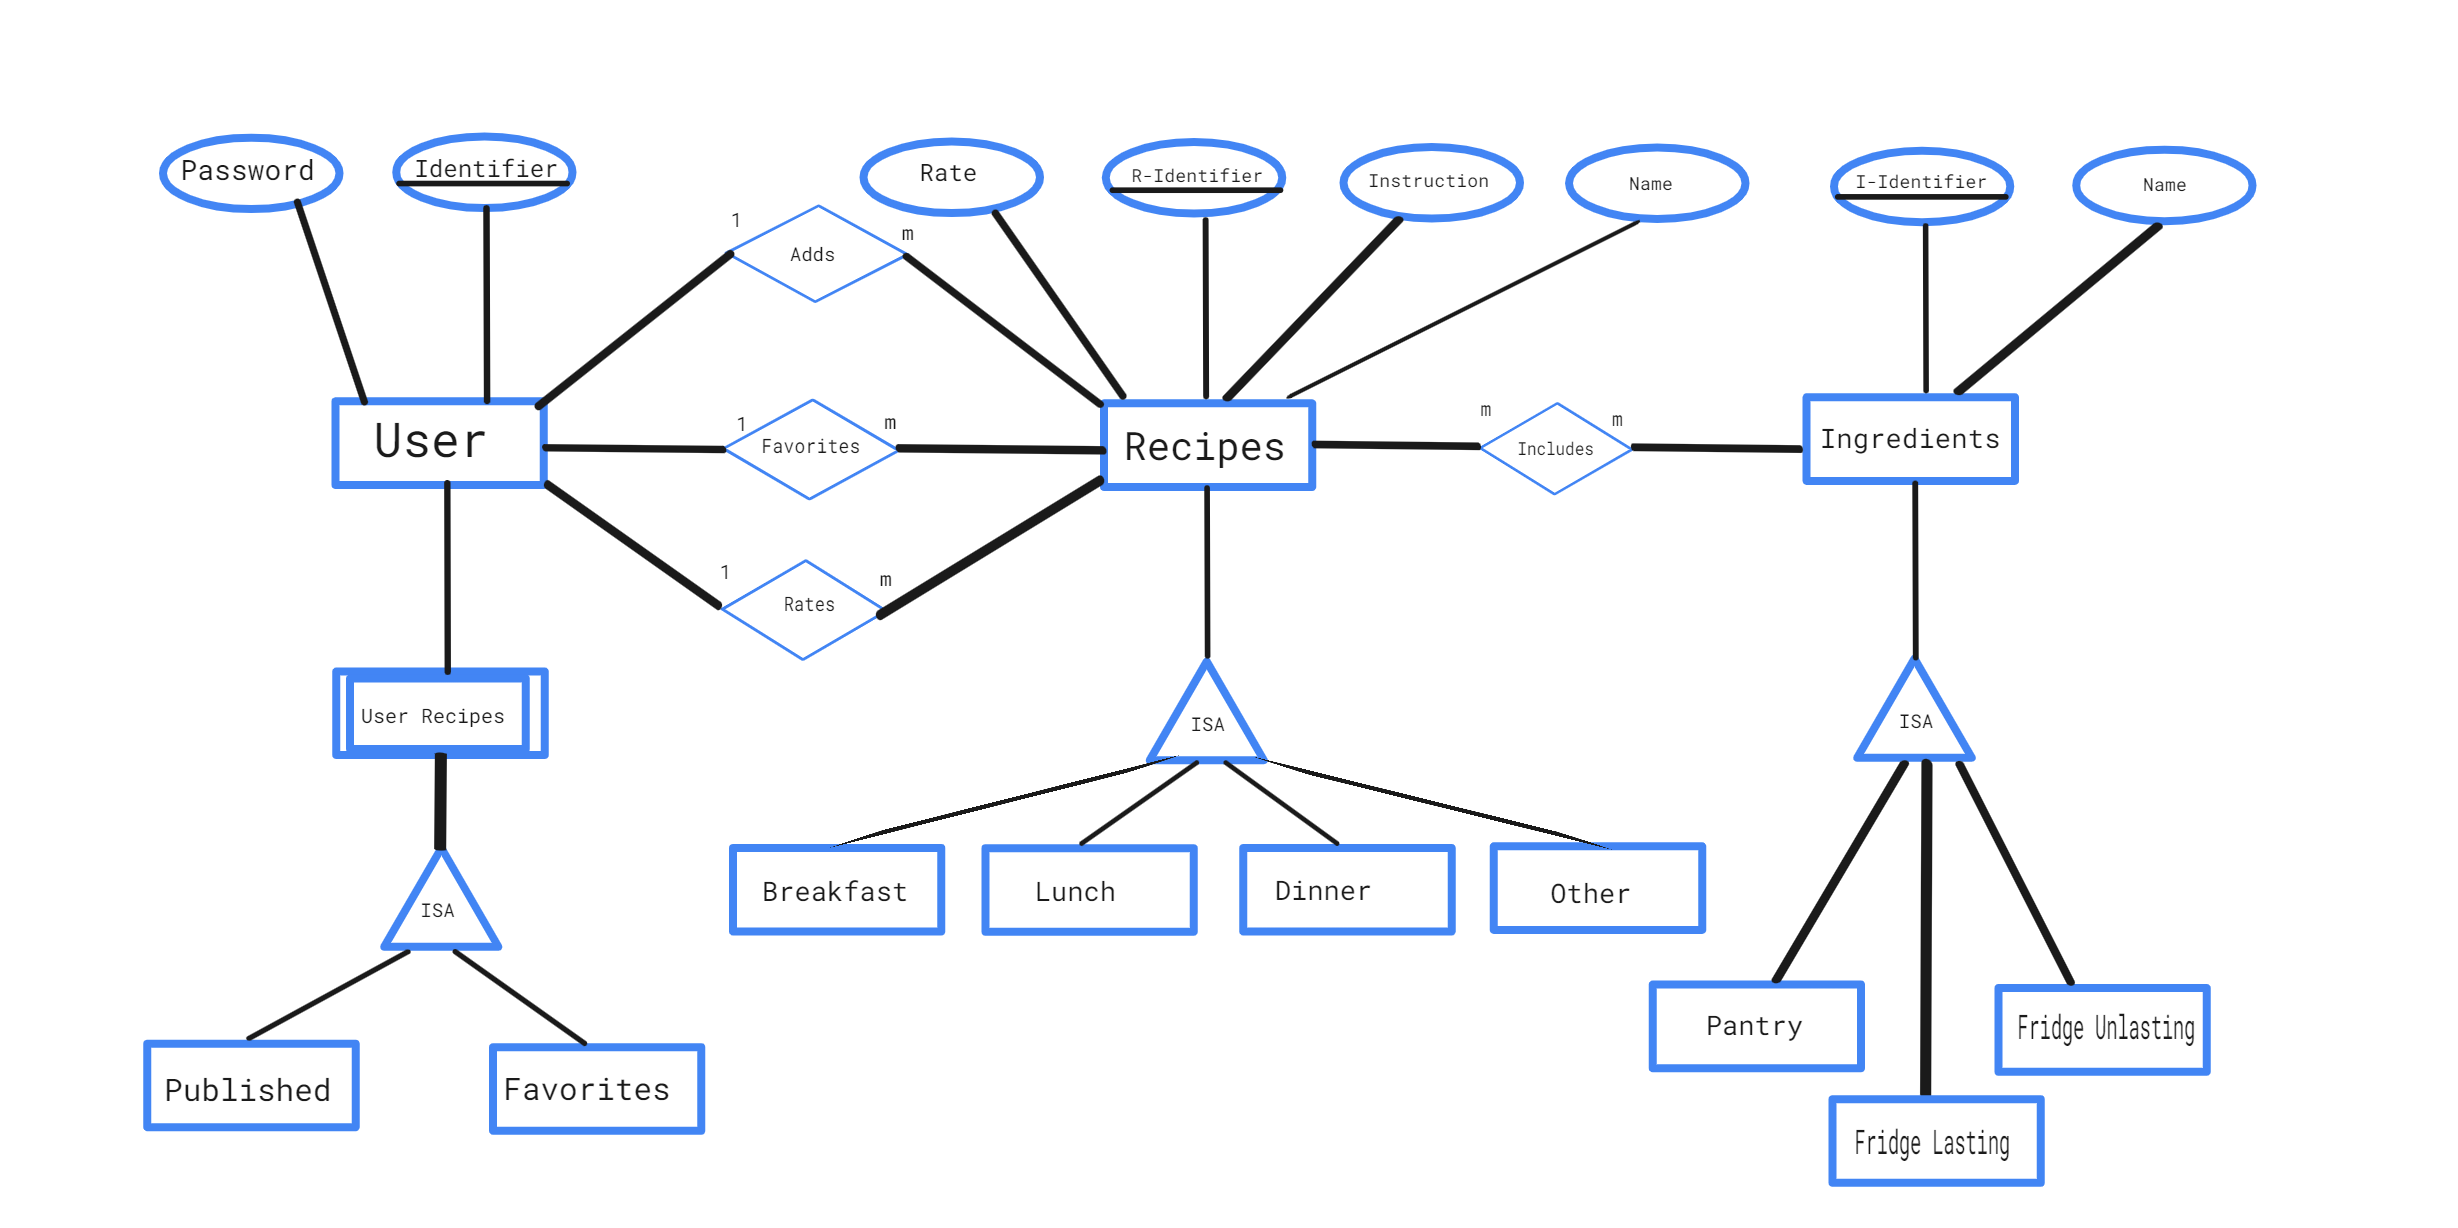 Password
Identifier
Rate
R-Identifier
Instruction
Name
I-Identifier
Name
1
Adds
m
User
1
Favorites
m
Recipes
m
Includes
m
Ingredients
1
Rates
m
User Recipes
ISA
ISA
ISA
Breakfast
Lunch
Dinner
Other
Published
Favorites
Pantry
Fridge Unlasting
Fridge Lasting